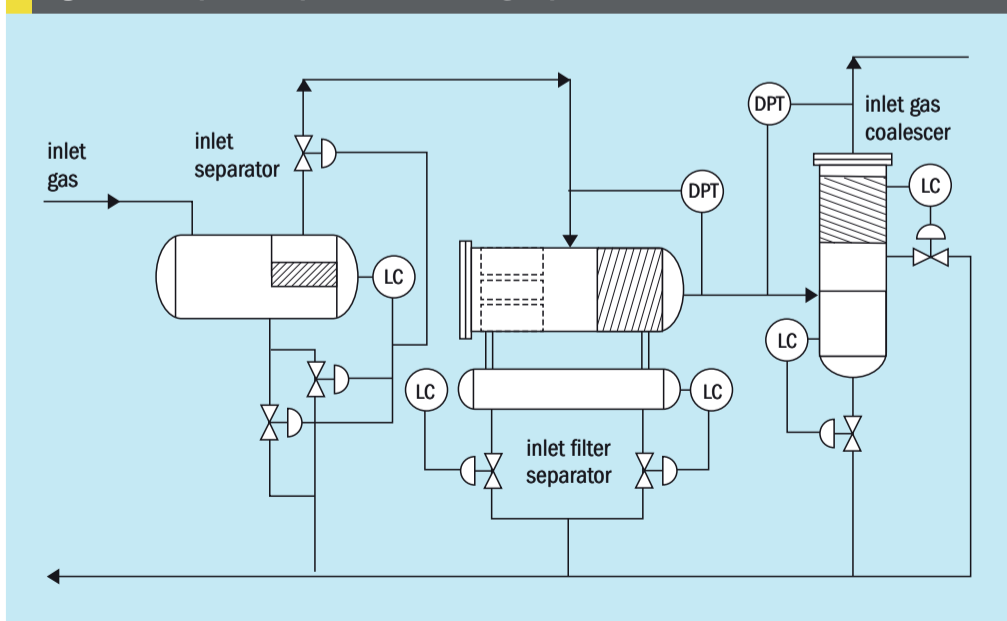 inlet
gas
inlet
separator
LC
DPT
DPT
inlet gas
coalescer
LC
LC
LC
LC
inlet filter
separator